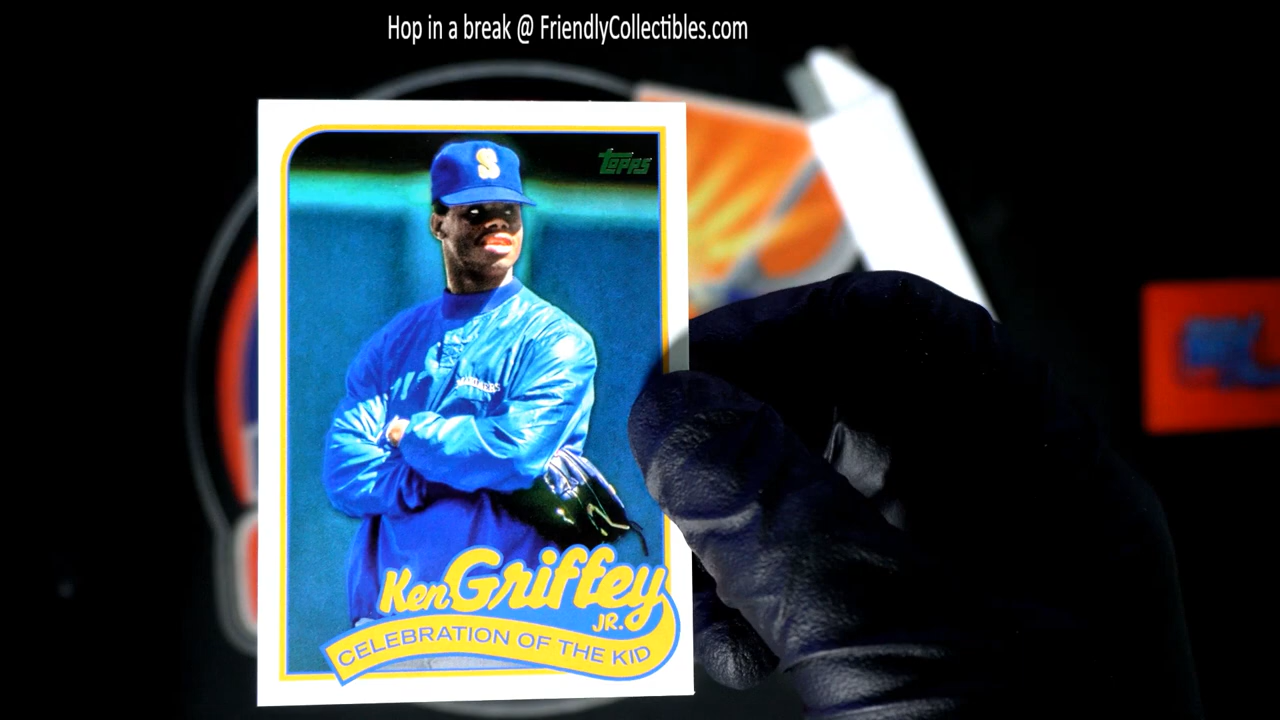 Hop in a break @ FriendlyCollectibles.com
Topps
S
MARINERS
Ken Griffey
JR.
CELEBRATION OF THE KID